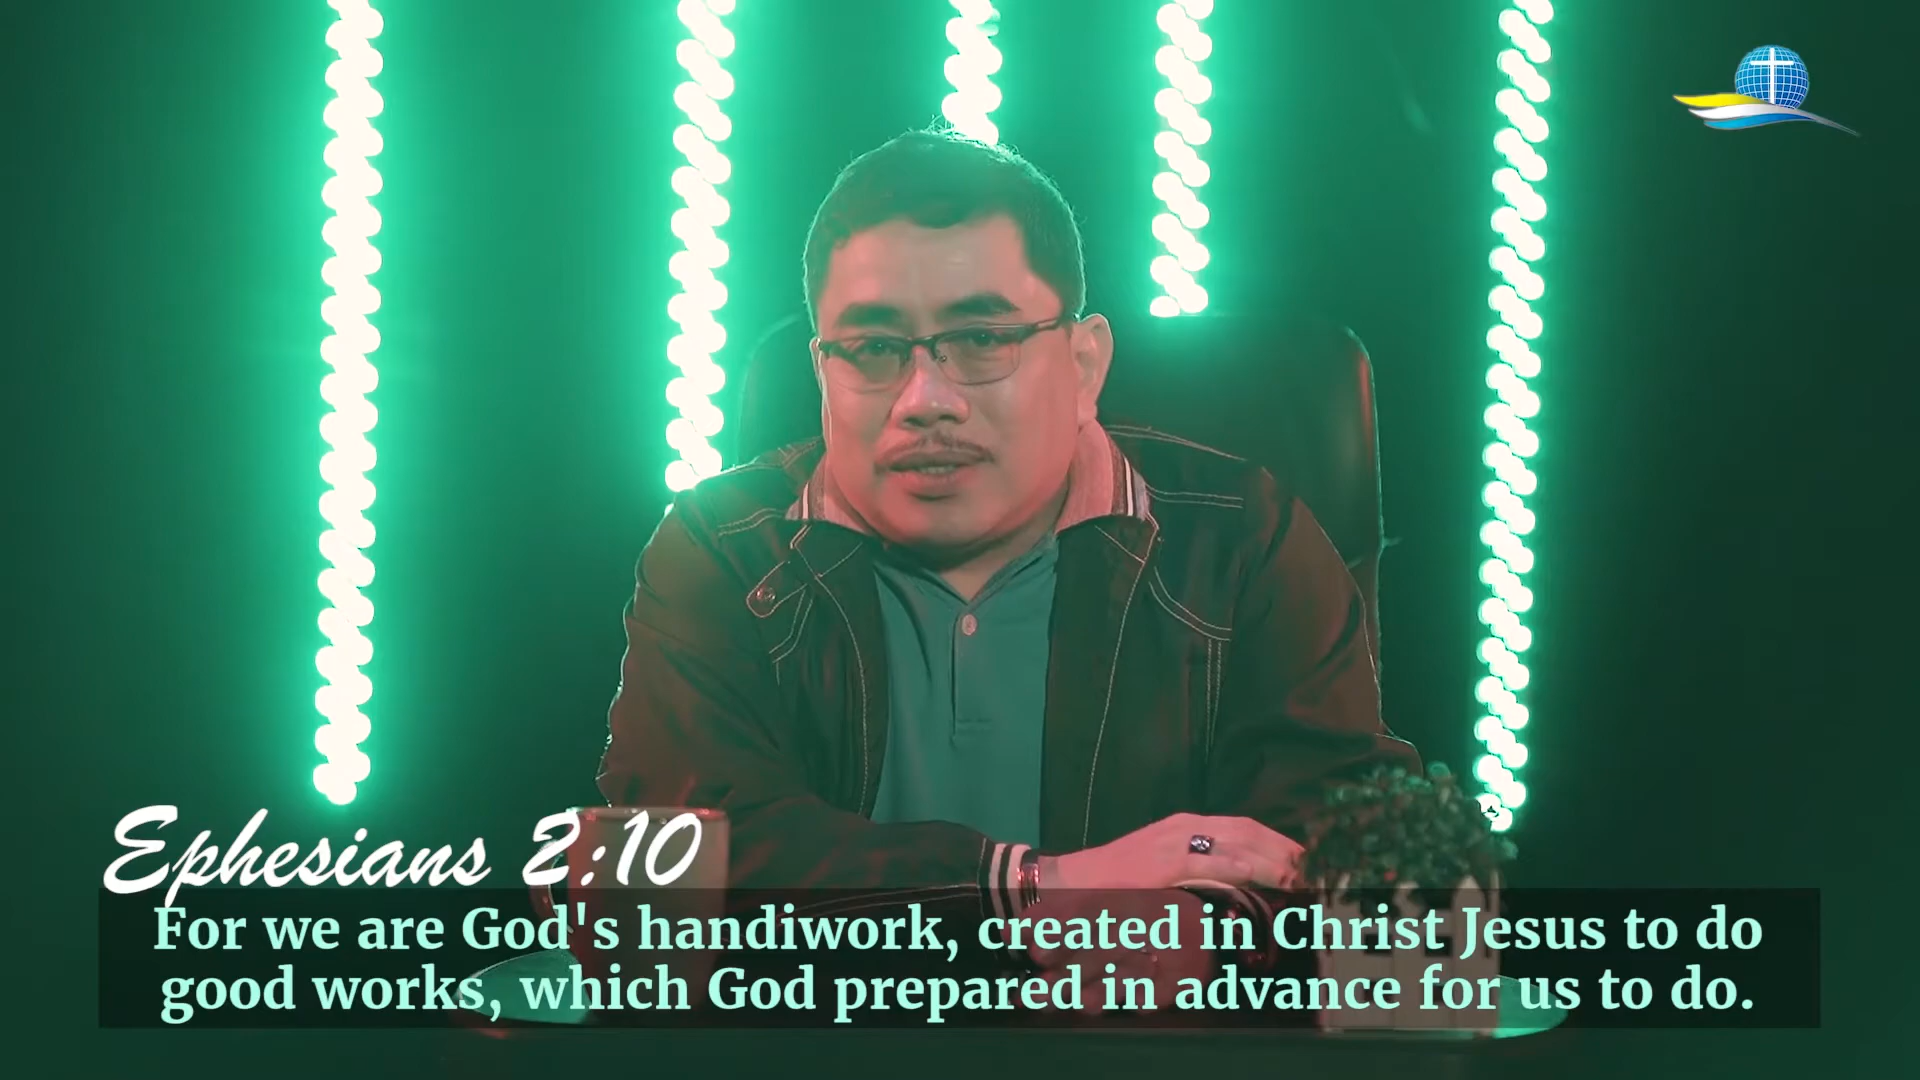 Ephesians 2:10
For we are God's handiwork, created in Christ Jesus to do
good works, which God prepared in advance for us to do.